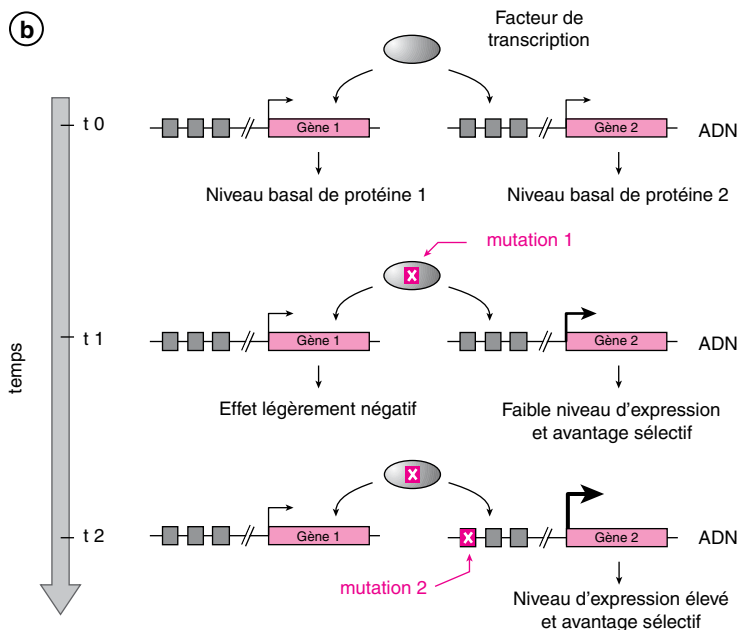 b
Facteur de
transcription
temps
t 0
Gène 1
Gène 2
ADN
Niveau basal de protéine 1
Niveau basal de protéine 2
mutation 1
X
t 1
Gène 1
Gène 2
ADN
Effet légèrement négatif
Faible niveau d'expression
et avantage sélectif
X
t 2
Gène 1
X
Gène 2
ADN
mutation 2
Niveau d'expression élevé
et avantage sélectif